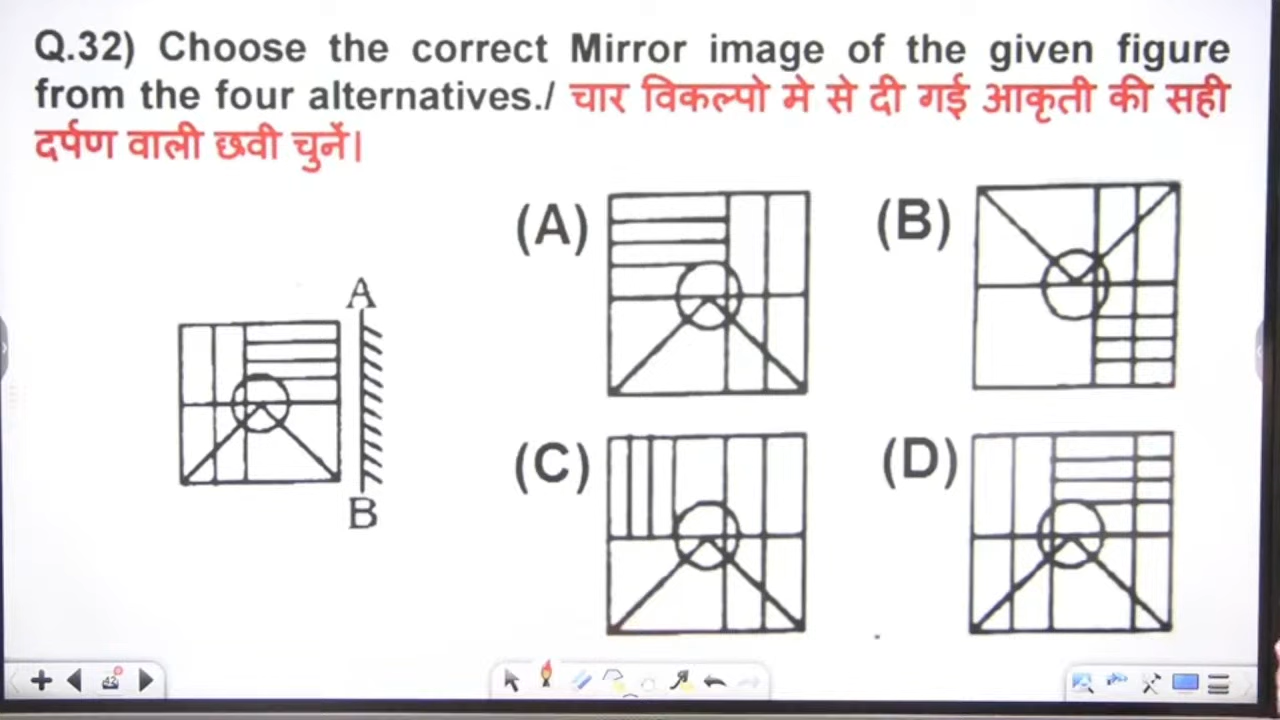 Q.32) Choose the correct Mirror image of the given figure
from the four alternatives./ चार विकल्पो मे से दी गई आकृती की सही
दर्पण वाली छवी चुनें।
(A)
(B)
A
B
(C)
(D)
42